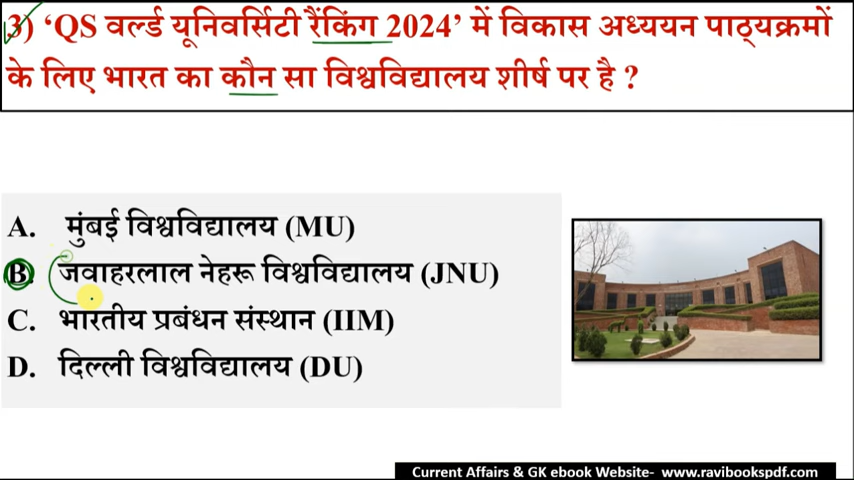 3) ‘QS वर्ल्ड यूनिवर्सिटी रैंकिंग 2024’ में विकास अध्ययन पाठ्यक्रमों
के लिए भारत का कौन सा विश्वविद्यालय शीर्ष पर है ?
A. मुंबई विश्वविद्यालय (MU)
B. जवाहरलाल नेहरू विश्वविद्यालय (JNU)
C. भारतीय प्रबंधन संस्थान (IIM)
D. दिल्ली विश्वविद्यालय (DU)
Current Affairs & GK ebook Website- www.ravibookspdf.com